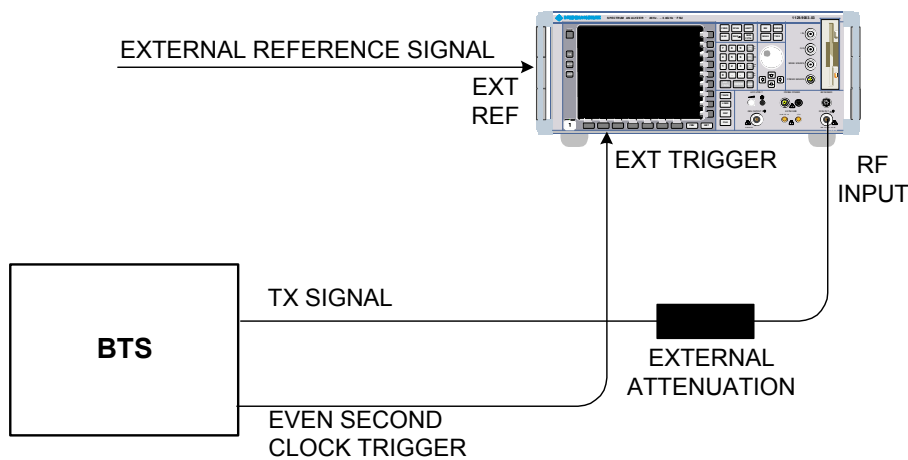 EXTERNAL REFERENCE SIGNAL
EXT
REF
EXT TRIGGER
RF
INPUT
TX SIGNAL
BTS
EXTERNAL
ATTENUATION
EVEN SECOND
CLOCK TRIGGER